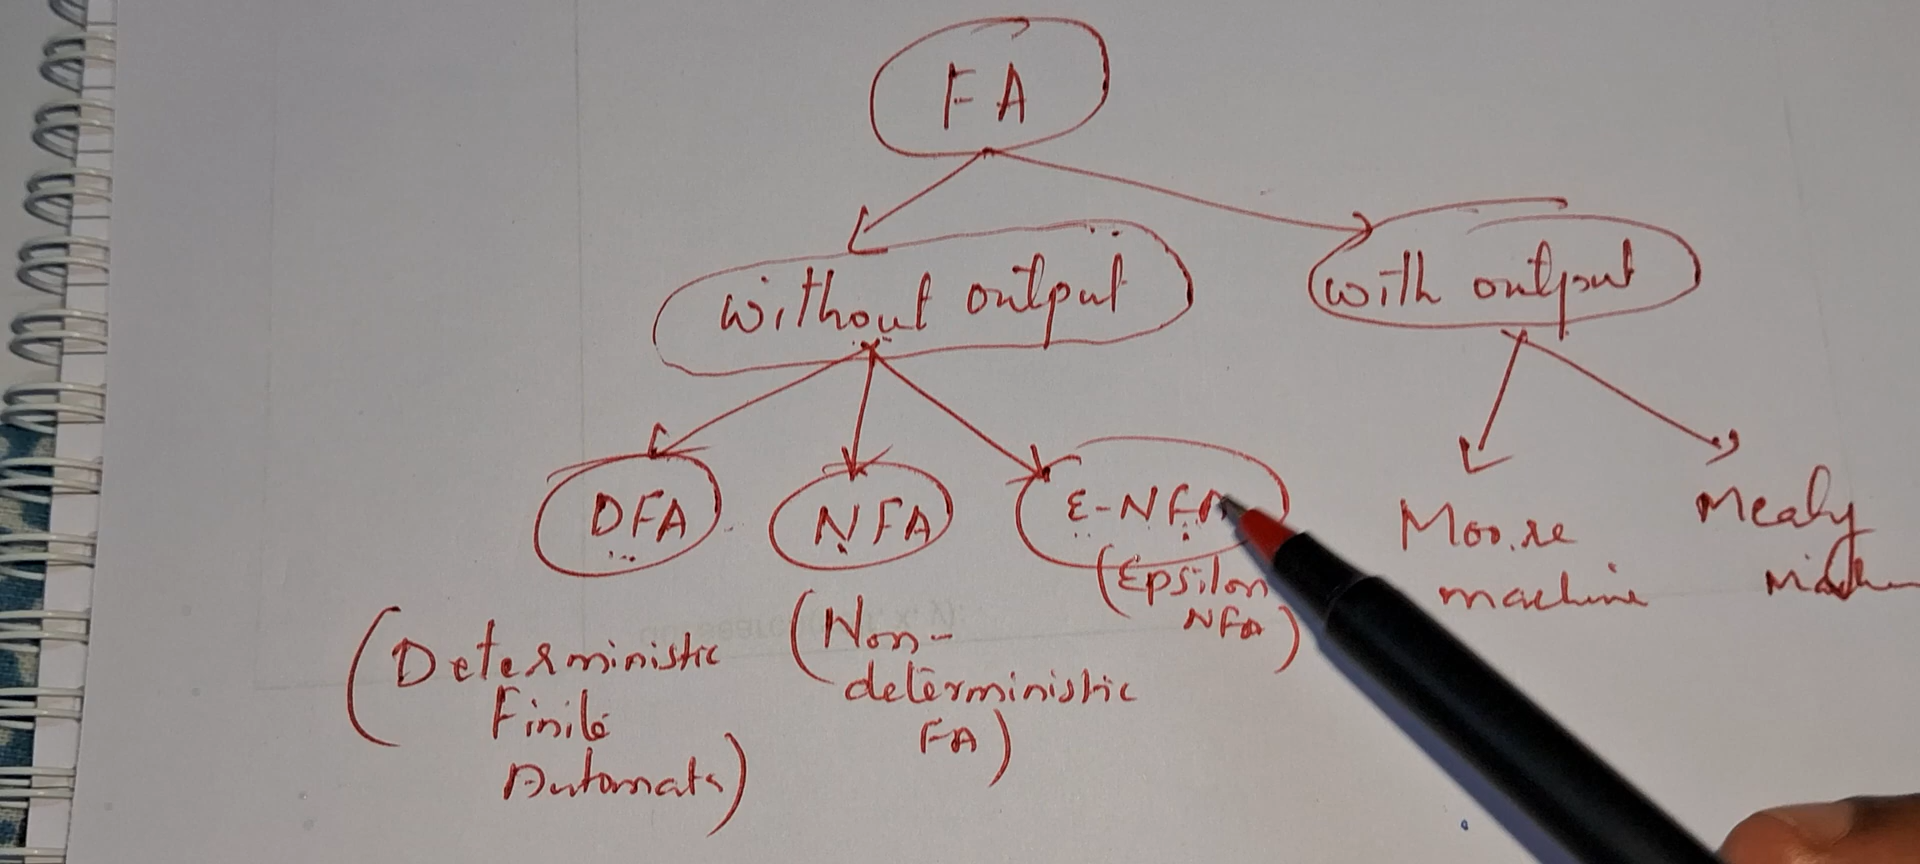 FA
without output
with output
DFA
NFA
ε-NFA
Moore
machine
Mealy
(Epsilon
NFA)
(Deterministic
Finite
Automata)
(Non-
deterministic
FA)